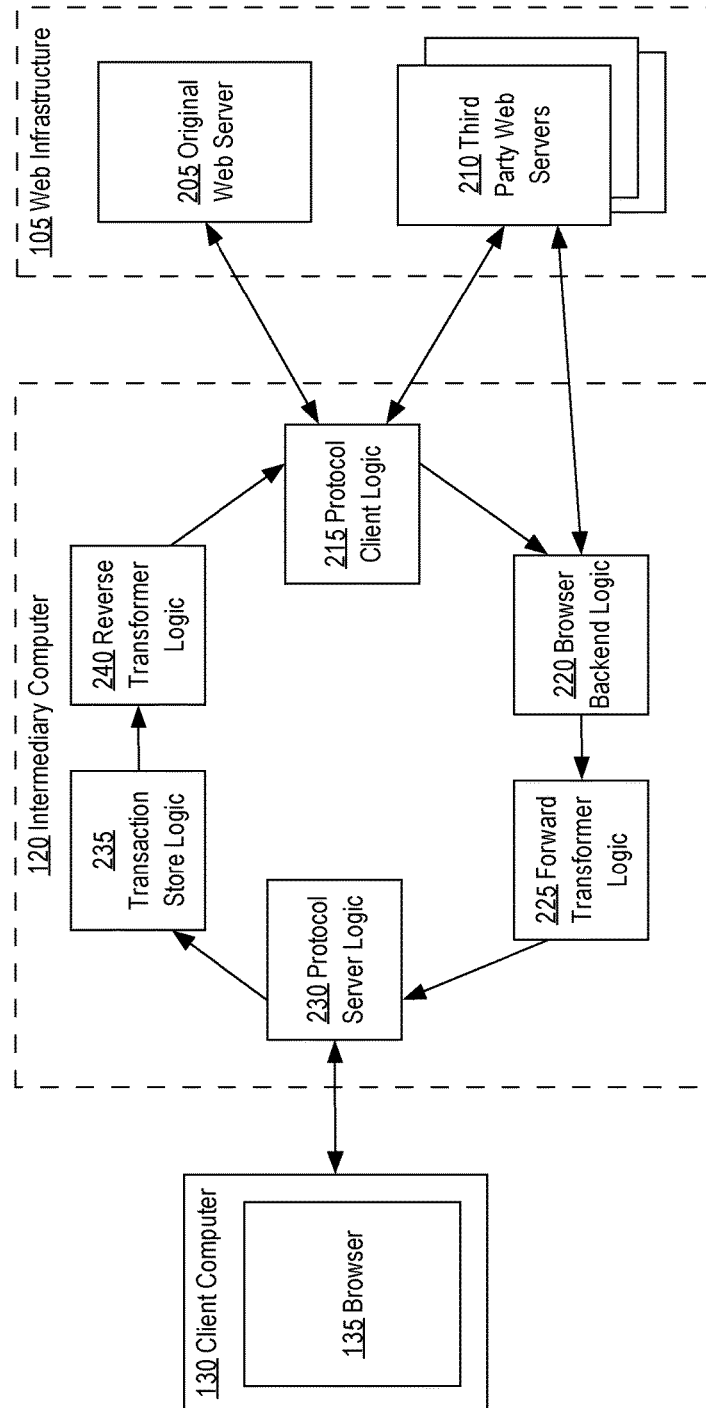 105 Web Infrastructure
205 Original
Web Server
210 Third
Party Web
Servers
120 Intermediary Computer
215 Protocol
Client Logic
240 Reverse
Transformer
Logic
220 Browser
Backend Logic
235
Transaction
Store Logic
225 Forward
Transformer
Logic
230 Protocol
Server Logic
130 Client Computer
135 Browser